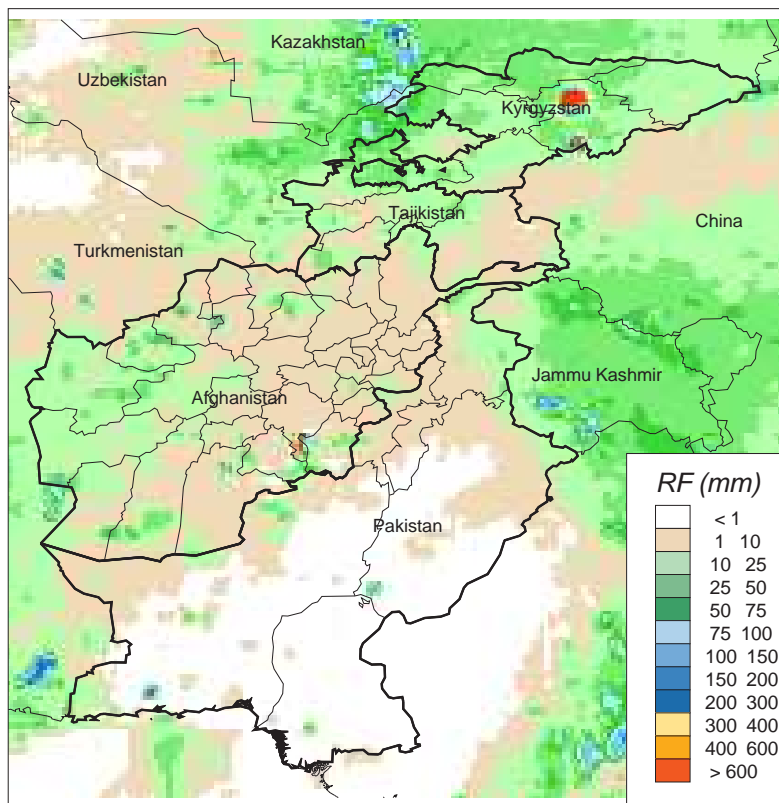 Kazakhstan
Uzbekistan
Kyrgyzstan
Tajikistan
China
Turkmenistan
Jammu Kashmir
Afghanistan
Pakistan
RF (mm)
< 1
1 10
10 25
25 50
50 75
75 100
100 150
150 200
200 300
300 400
400 600
> 600